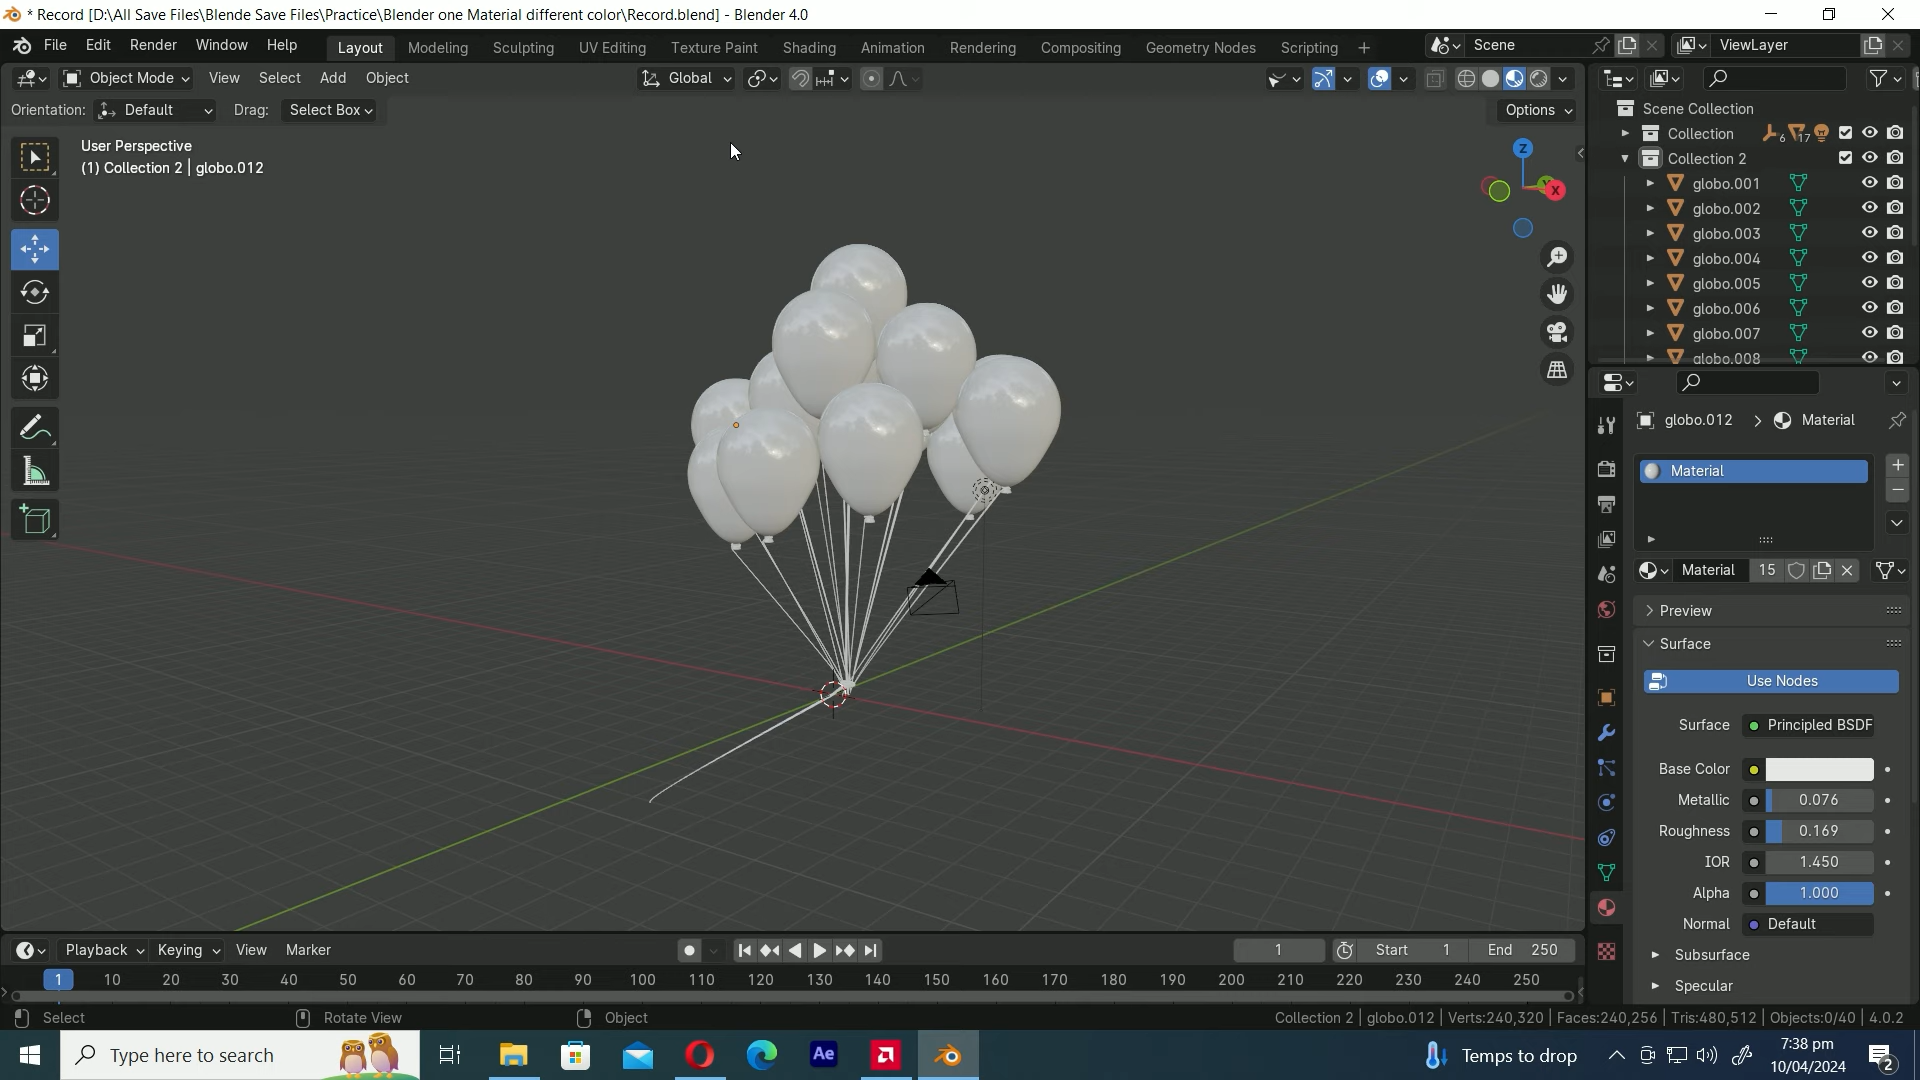 * Record [D:\All Save Files\Blende Save Files\Practice\Blender one Material different color\Record.blend] - Blender 4.0
File Edit Render Window Help Layout Modeling Sculpting UV Editing Texture Paint Shading Animation Rendering Compositing Geometry Nodes Scripting + Scene ViewLayer
Object Mode View Select Add Object Global
Orientation: Default Drag: Select Box Options
User Perspective
(1) Collection 2 | globo.012
Z
X
Scene Collection
Collection 6 17
Collection 2
globo.001
globo.002
globo.003
globo.004
globo.005
globo.006
globo.007
globo.008
globo.012 > Material
Material
Material 15
Preview
Surface
Use Nodes
Surface Principled BSDF
Base Color
Metallic 0.076
Roughness 0.169
IOR 1.450
Alpha 1.000
Normal Default
Subsurface
Specular
Playback Keying View Marker 1 Start 1 End 250
1 10 20 30 40 50 60 70 80 90 100 110 120 130 140 150 160 170 180 190 200 210 220 230 240 250
Select Rotate View Object Collection 2 | globo.012 | Verts:240,320 | Faces:240,256 | Tris:480,512 | Objects:0/40 | 4.0.2
Type here to search Ae Temps to drop 7:38 pm
10/04/2024 2